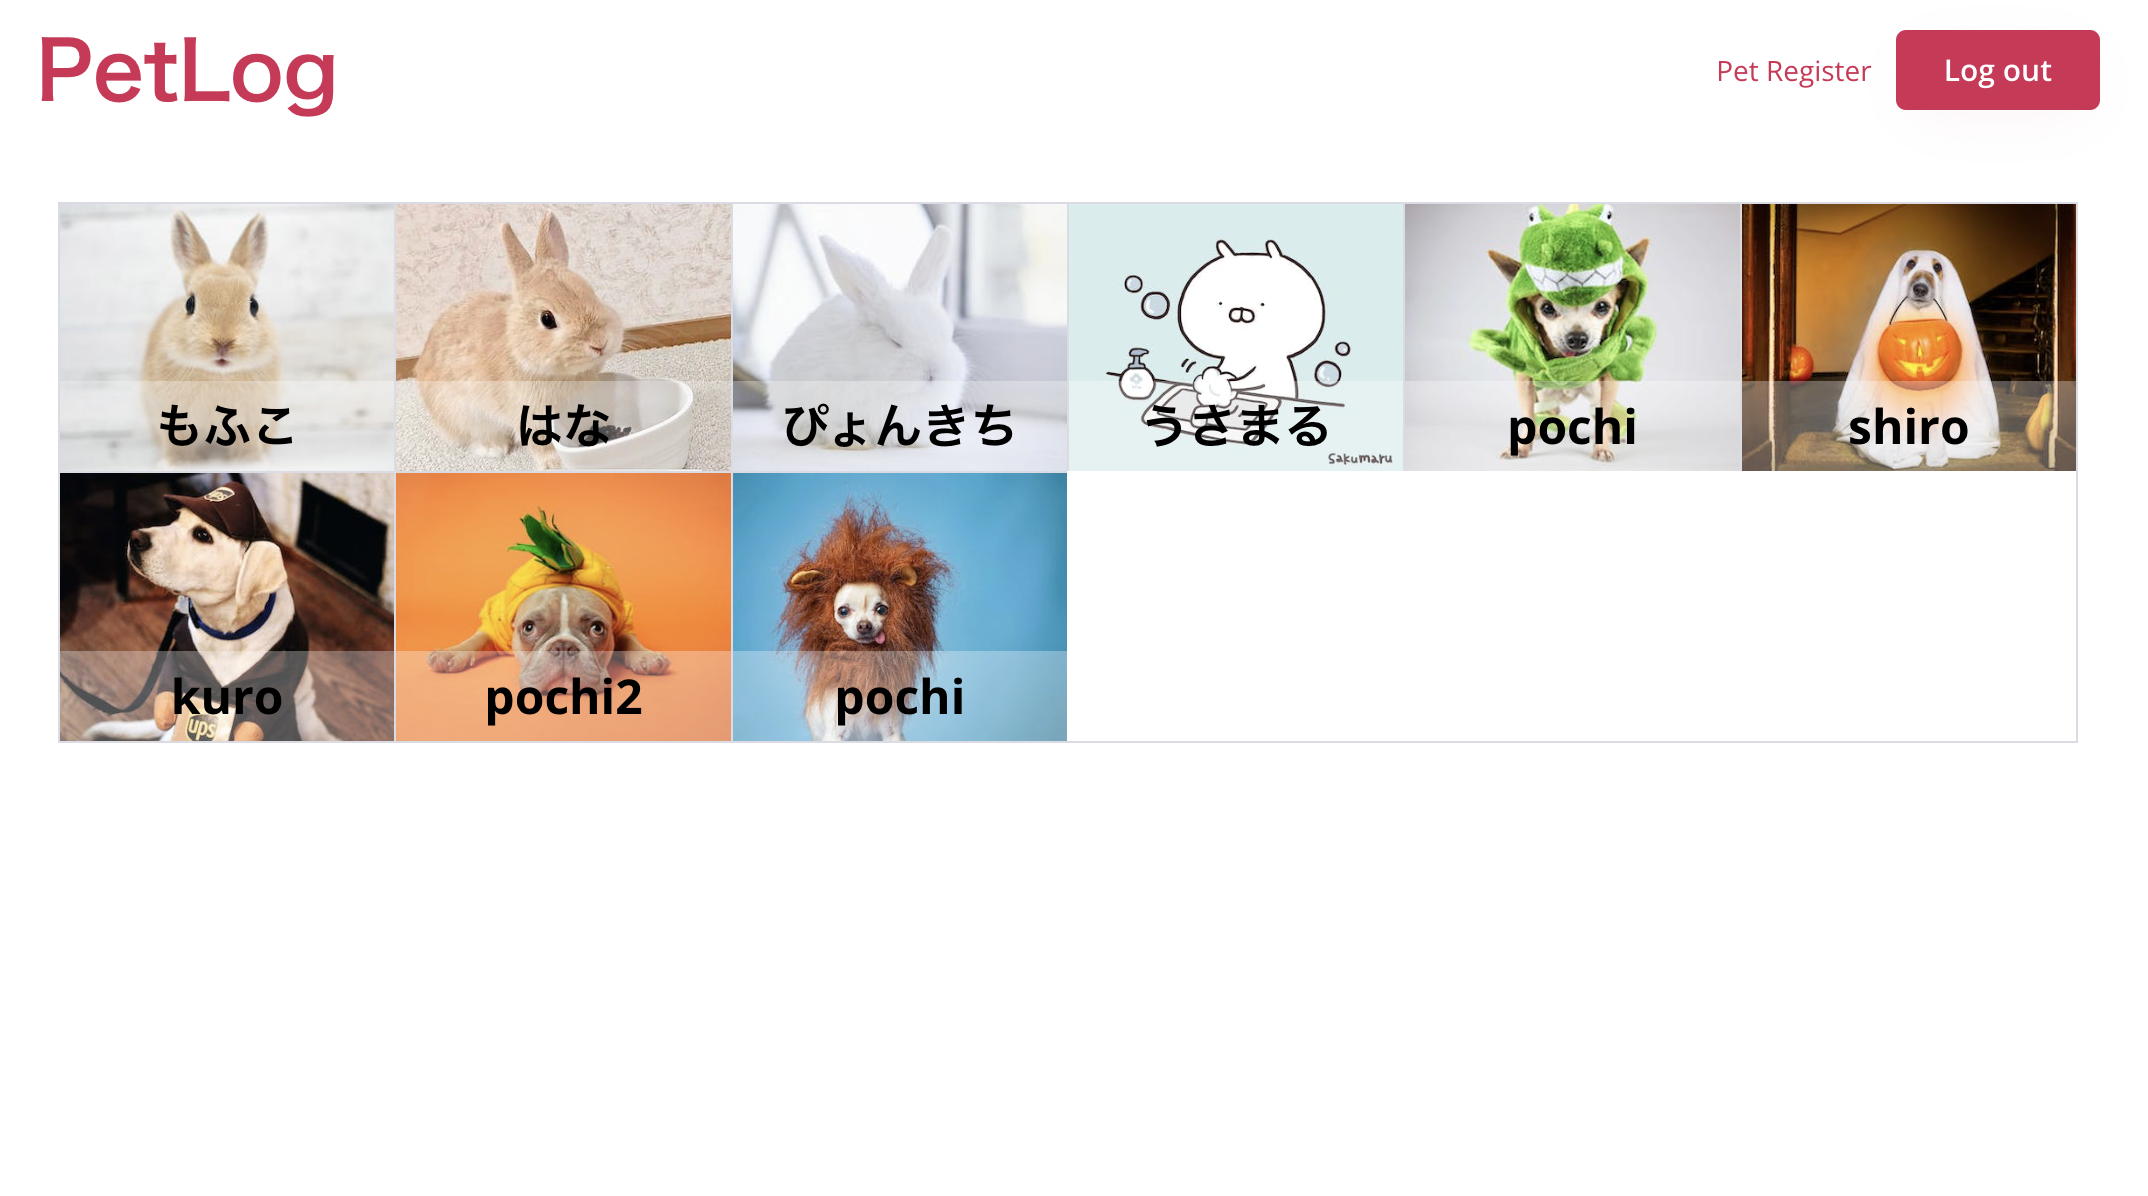 PetLog
Pet Register
Log out
もふこ
はな
ぴょんきち
うさまる
sakumaru
pochi
shiro
ups
kuro
ups
pochi2
pochi